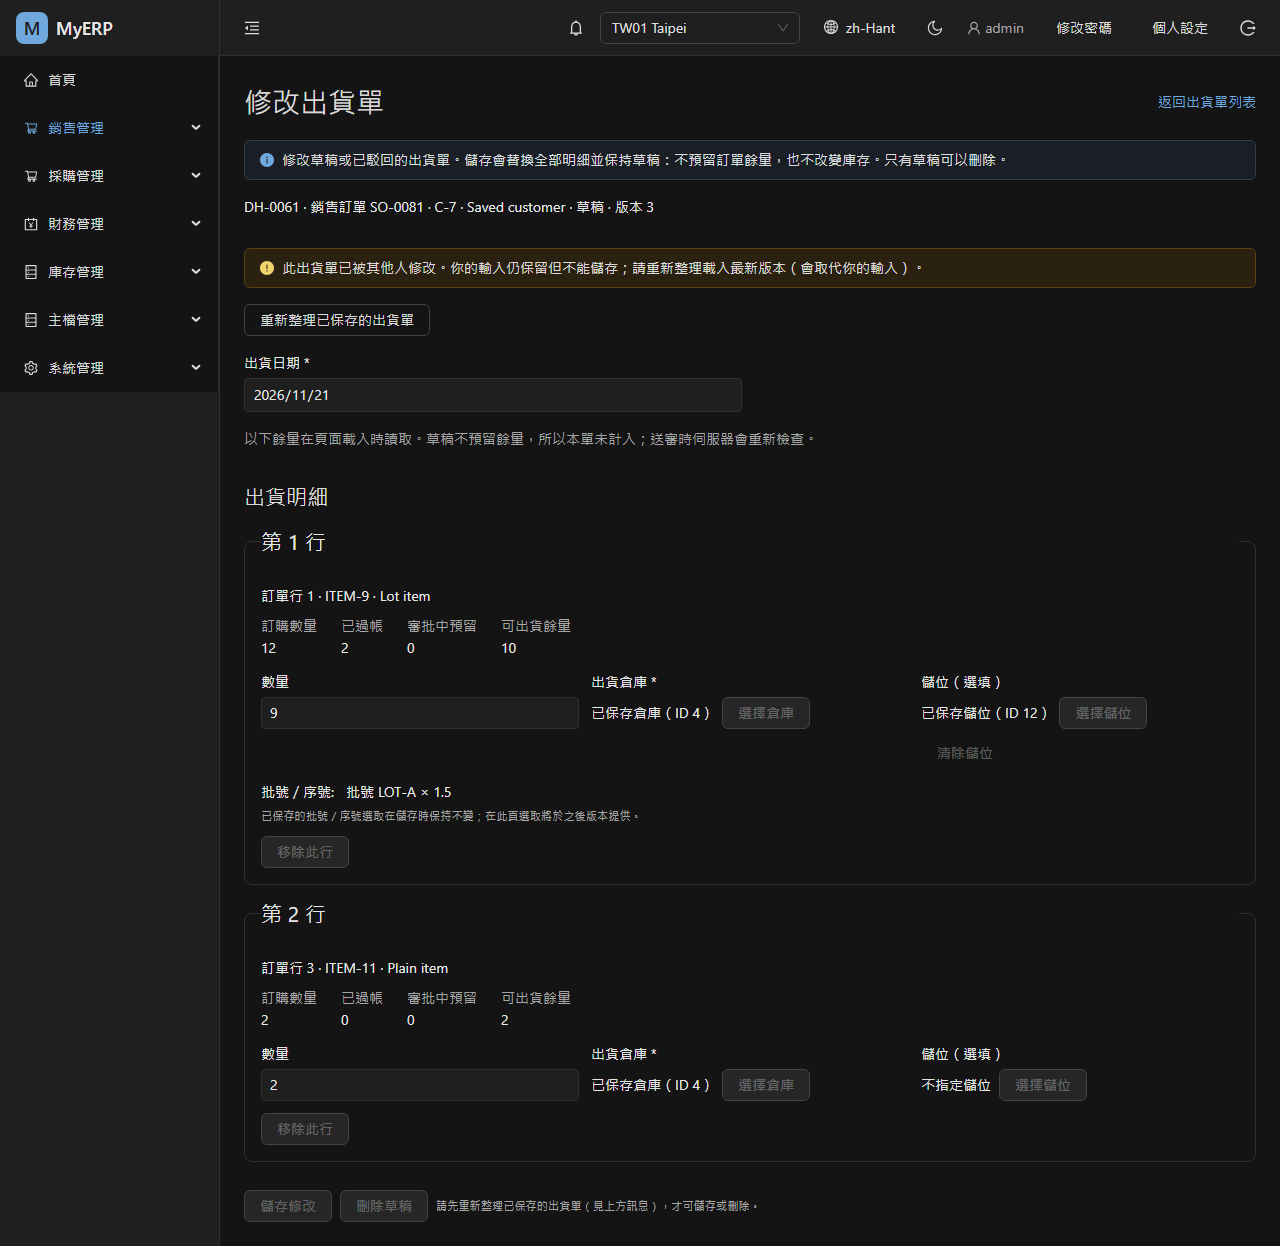 M MyERP
TW01 Taipei
zh-Hant
admin
修改密碼
個人設定
首頁
銷售管理
採購管理
財務管理
庫存管理
主檔管理
系統管理
修改出貨單
返回出貨單列表
修改草稿或已駁回的出貨單。儲存會替換全部明細並保持草稿：不預留訂單餘量，也不改變庫存。只有草稿可以刪除。
DH-0061 · 銷售訂單 SO-0081 · C-7 · Saved customer · 草稿 · 版本 3
此出貨單已被其他人修改。你的輸入仍保留但不能儲存；請重新整理載入最新版本（會取代你的輸入）。
重新整理已保存的出貨單
出貨日期 *
2026/11/21
以下餘量在頁面載入時讀取。草稿不預留餘量，所以本單未計入；送審時伺服器會重新檢查。
出貨明細
第 1 行
訂單行 1 · ITEM-9 · Lot item
訂購數量 已過帳 審批中預留 可出貨餘量
12 2 0 10
數量 出貨倉庫 * 儲位（選填）
9 已保存倉庫（ID 4） 選擇倉庫 已保存儲位（ID 12） 選擇儲位
清除儲位
批號 / 序號: 批號 LOT-A × 1.5
已保存的批號 / 序號選取在儲存時保持不變；在此頁選取將於之後版本提供。
移除此行
第 2 行
訂單行 3 · ITEM-11 · Plain item
訂購數量 已過帳 審批中預留 可出貨餘量
2 0 0 2
數量 出貨倉庫 * 儲位（選填）
2 已保存倉庫（ID 4） 選擇倉庫 不指定儲位 選擇儲位
移除此行
儲存修改 刪除草稿 請先重新整理已保存的出貨單（見上方訊息），才可儲存或刪除。